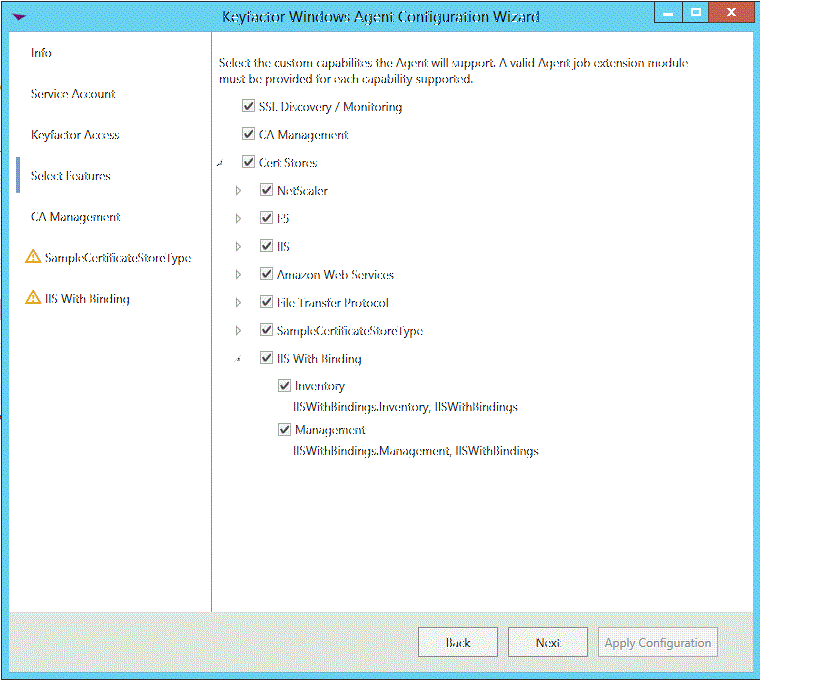 Keyfactor Windows Agent Configuration Wizard
Info
Service Account
Keyfactor Access
Select Features
CA Management
SampleCertificateStoreType
IIS With Binding
Select the custom capabilites the Agent will support. A valid Agent job extension module
must be provided for each capability supported.
SSL Discovery / Monitoring
CA Management
Cert Stores
NetScaler
F5
IIS
Amazon Web Services
File Transfer Protocol
SampleCertificateStoreType
IIS With Binding
Inventory
IISWithBindings.Inventory, IISWithBindings
Management
IISWithBindings.Management, IISWithBindings
Back
Next
Apply Configuration